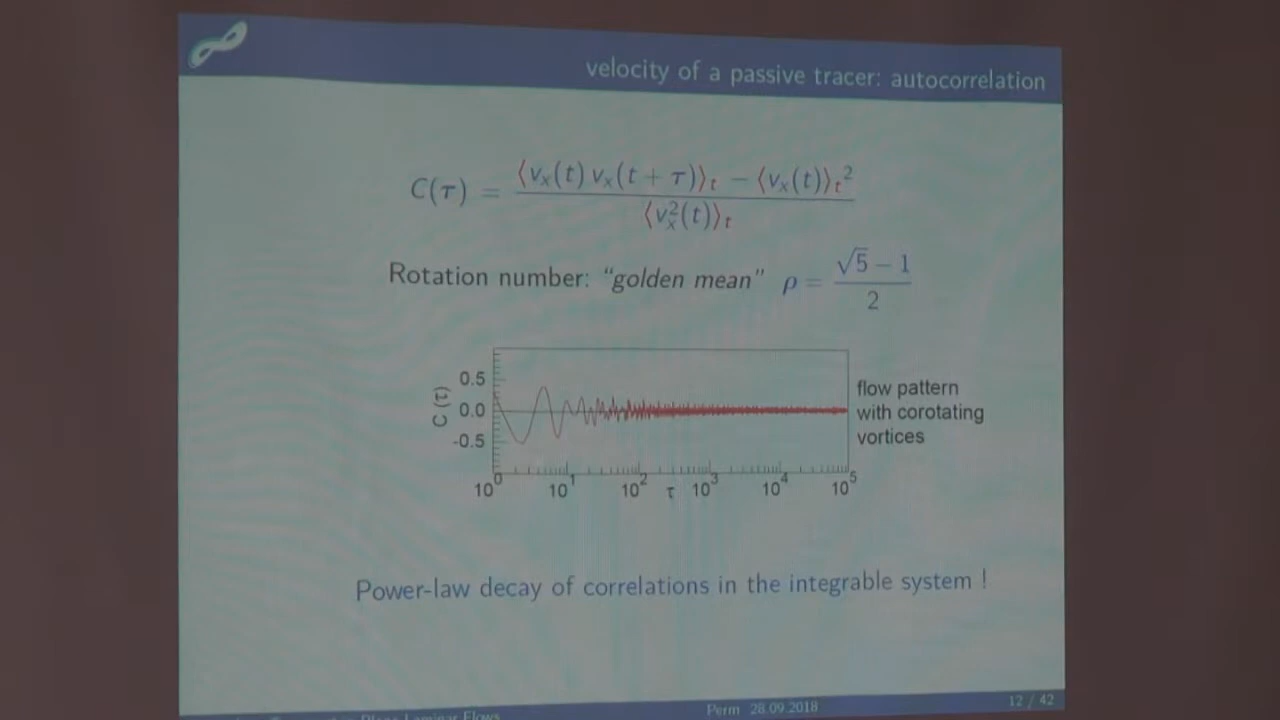 velocity of a passive tracer: autocorrelation
C(τ) = (⟨vₓ(t) vₓ(t + τ)⟩ₜ − ⟨vₓ(t)⟩ₜ²) / ⟨vₓ²(t)⟩ₜ
Rotation number: “golden mean” ρ = (√5 − 1) / 2
C (τ)
0.5
0.0
-0.5
10⁰ 10¹ 10² τ 10³ 10⁴ 10⁵
flow pattern
with corotating
vortices
Power-law decay of correlations in the integrable system !
Laminar Flows Perm 28.09.2018 12 / 42